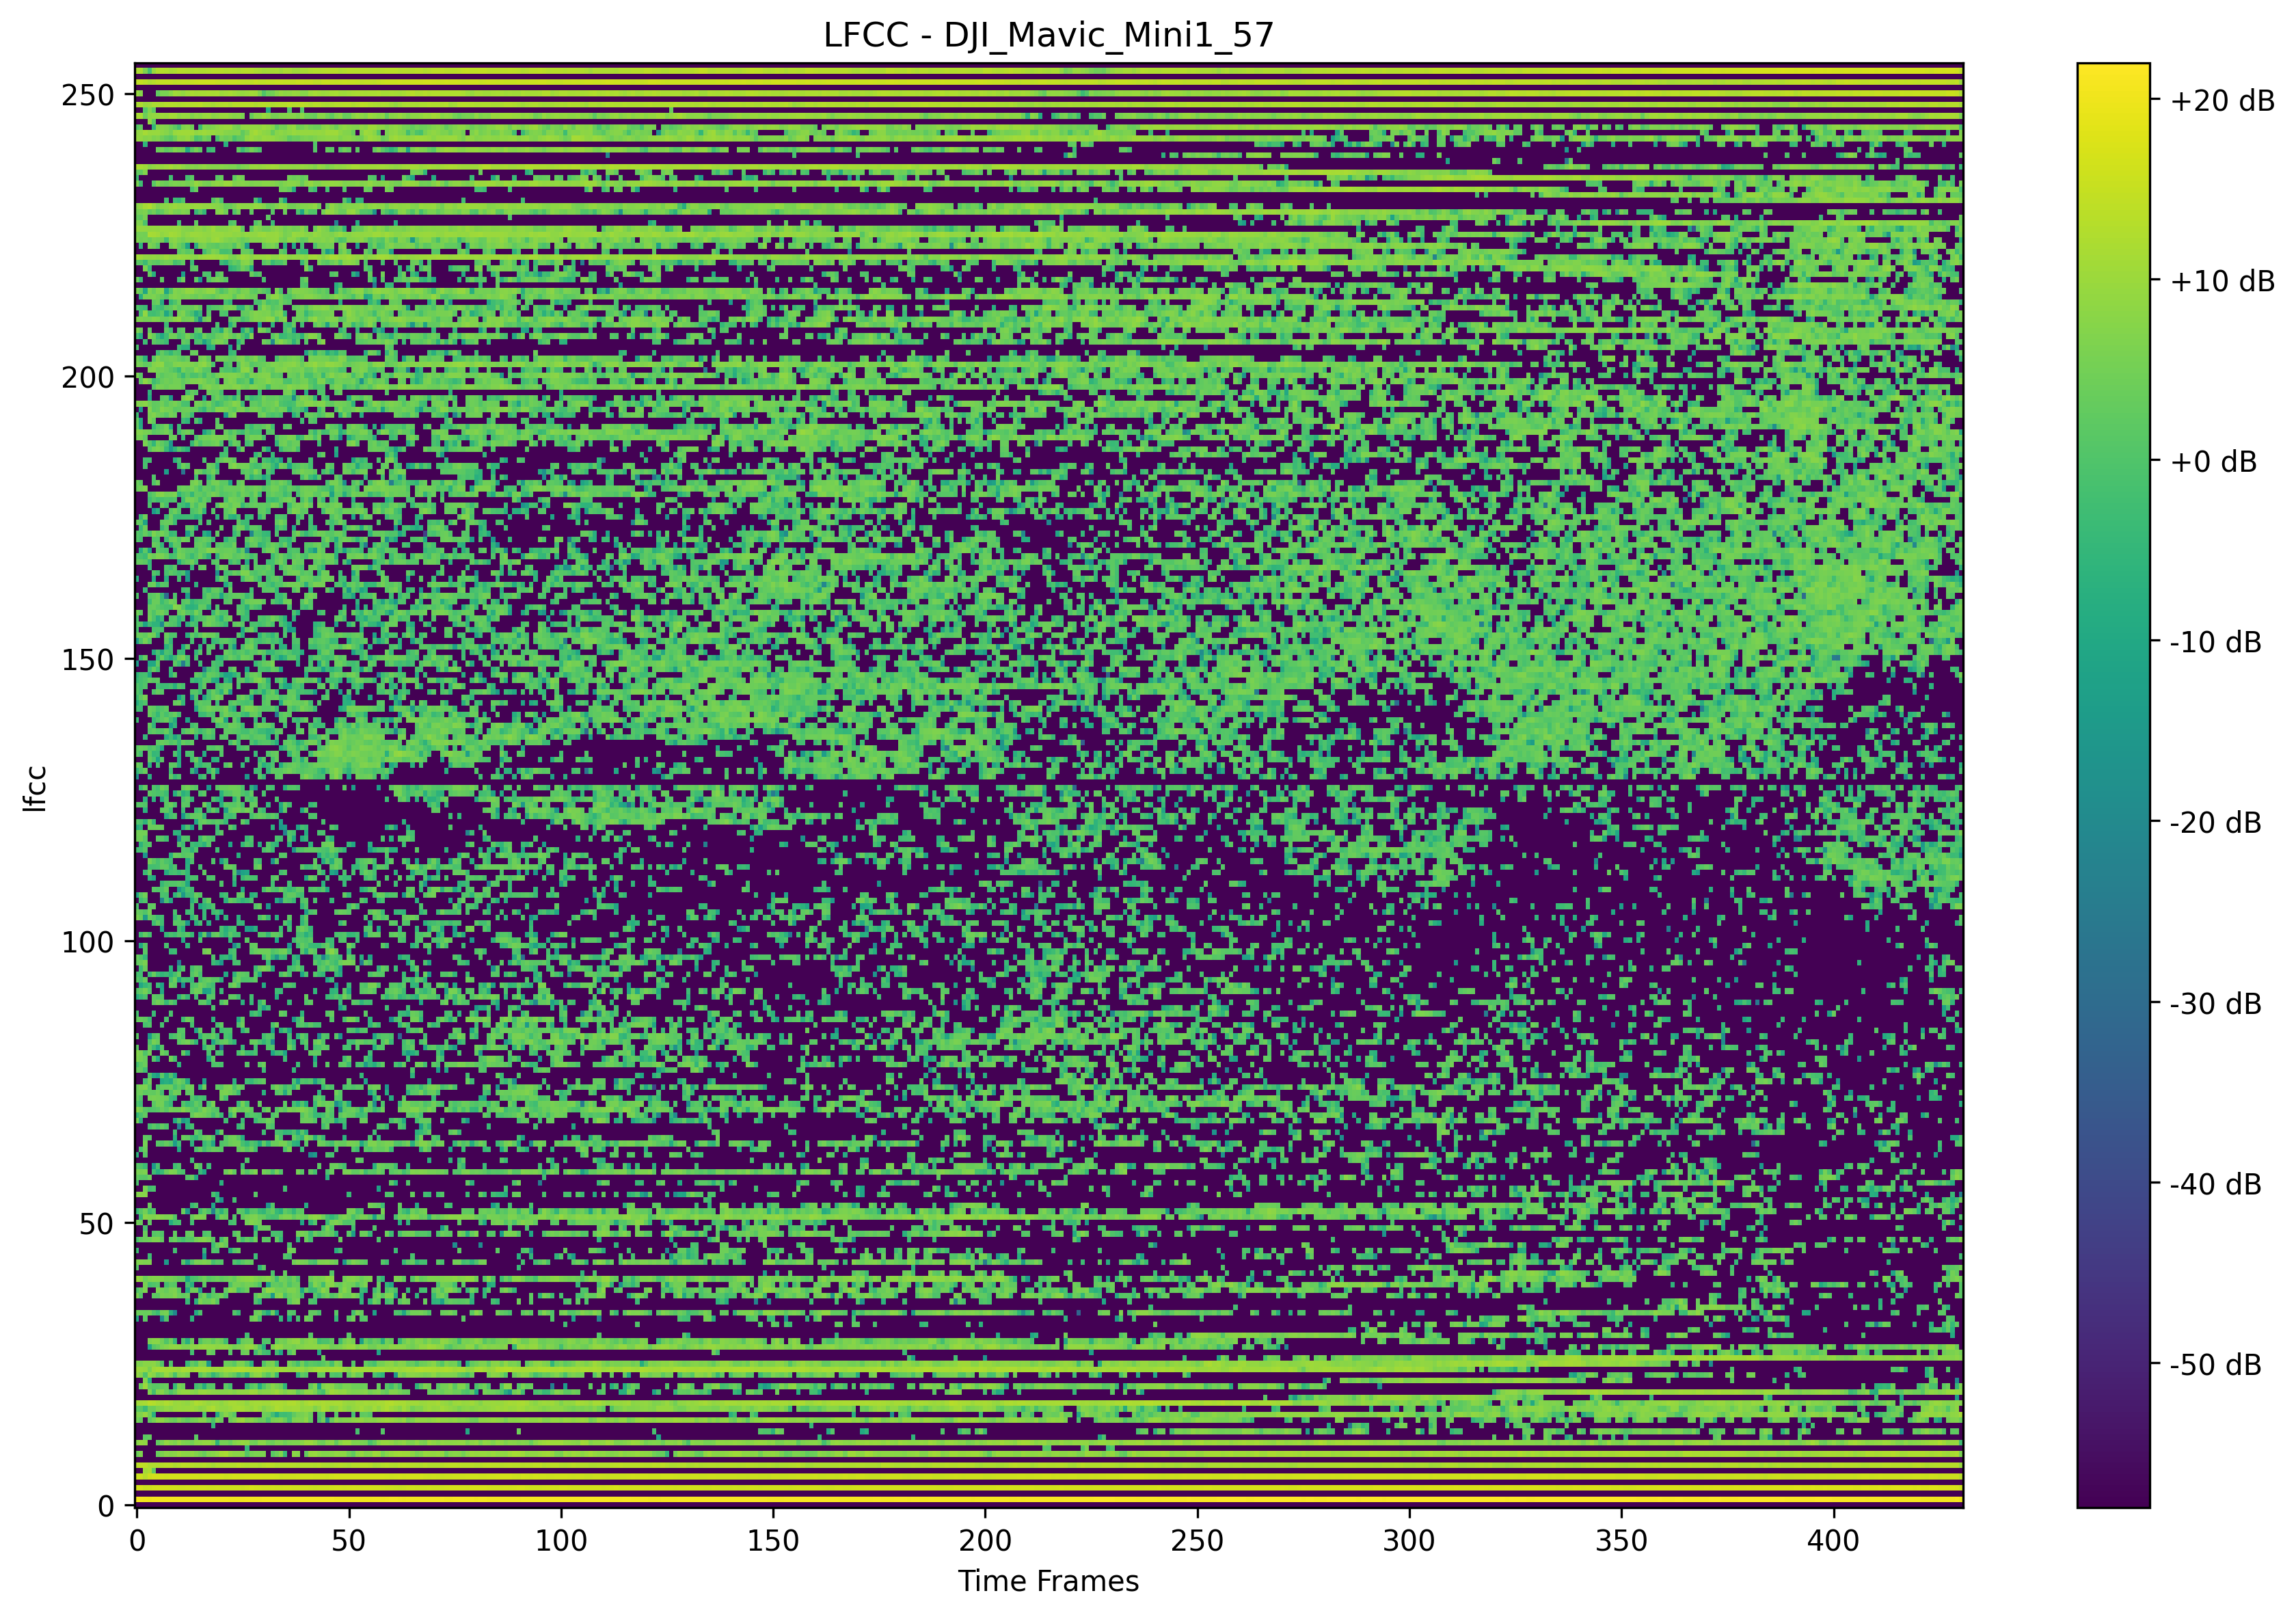 LFCC - DJI_Mavic_Mini1_57
250
200
150
100
50
0
lfcc
0 50 100 150 200 250 300 350 400
Time Frames
+20 dB
+10 dB
+0 dB
-10 dB
-20 dB
-30 dB
-40 dB
-50 dB